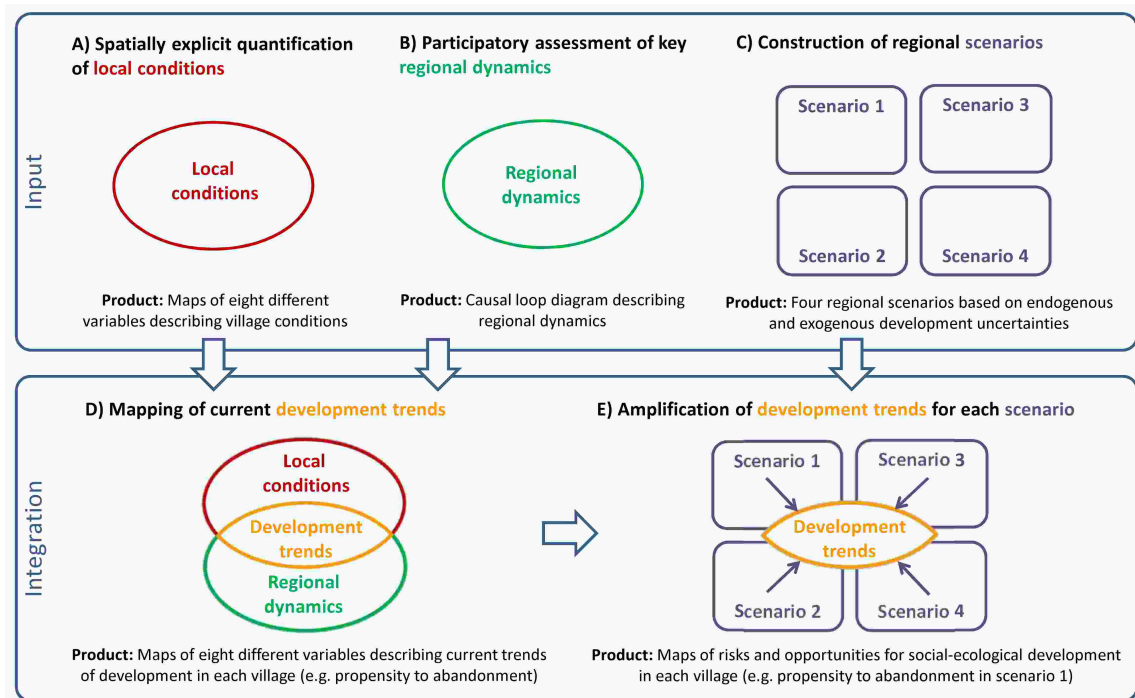 Input
A) Spatially explicit quantification
of local conditions
Local
conditions
Product: Maps of eight different
variables describing village conditions
B) Participatory assessment of key
regional dynamics
Regional
dynamics
Product: Causal loop diagram describing
regional dynamics
C) Construction of regional scenarios
Scenario 1
Scenario 3
Scenario 2
Scenario 4
Product: Four regional scenarios based on endogenous
and exogenous development uncertainties
Integration
D) Mapping of current development trends
Local
conditions
Development
trends
Regional
dynamics
Product: Maps of eight different variables describing current trends
of development in each village (e.g. propensity to abandonment)
E) Amplification of development trends for each scenario
Scenario 1
Scenario 3
Development
trends
Scenario 2
Scenario 4
Product: Maps of risks and opportunities for social-ecological development
in each village (e.g. propensity to abandonment in scenario 1)